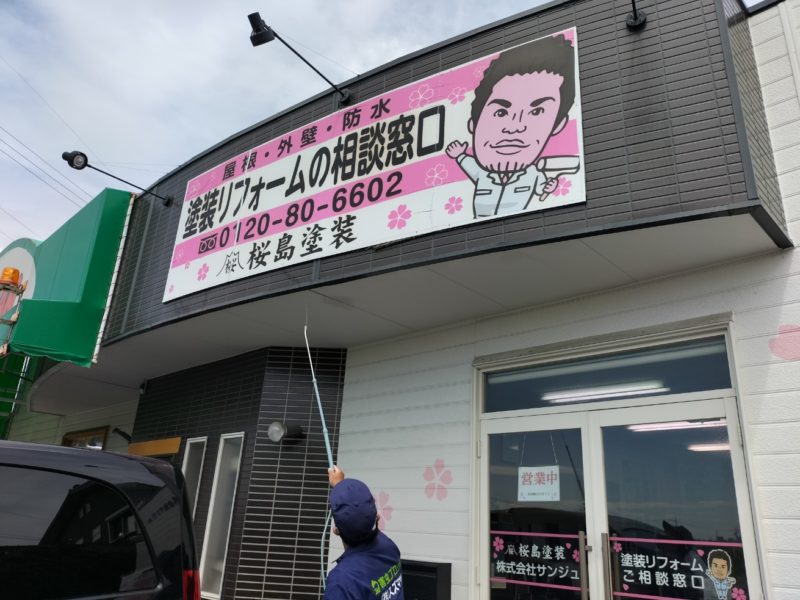 屋根・外壁・防水
塗装リフォームの相談窓口
0120-80-6602
桜島塗装
営業中
桜島塗装
株式会社サンジュ
塗装リフォーム
ご相談窓口